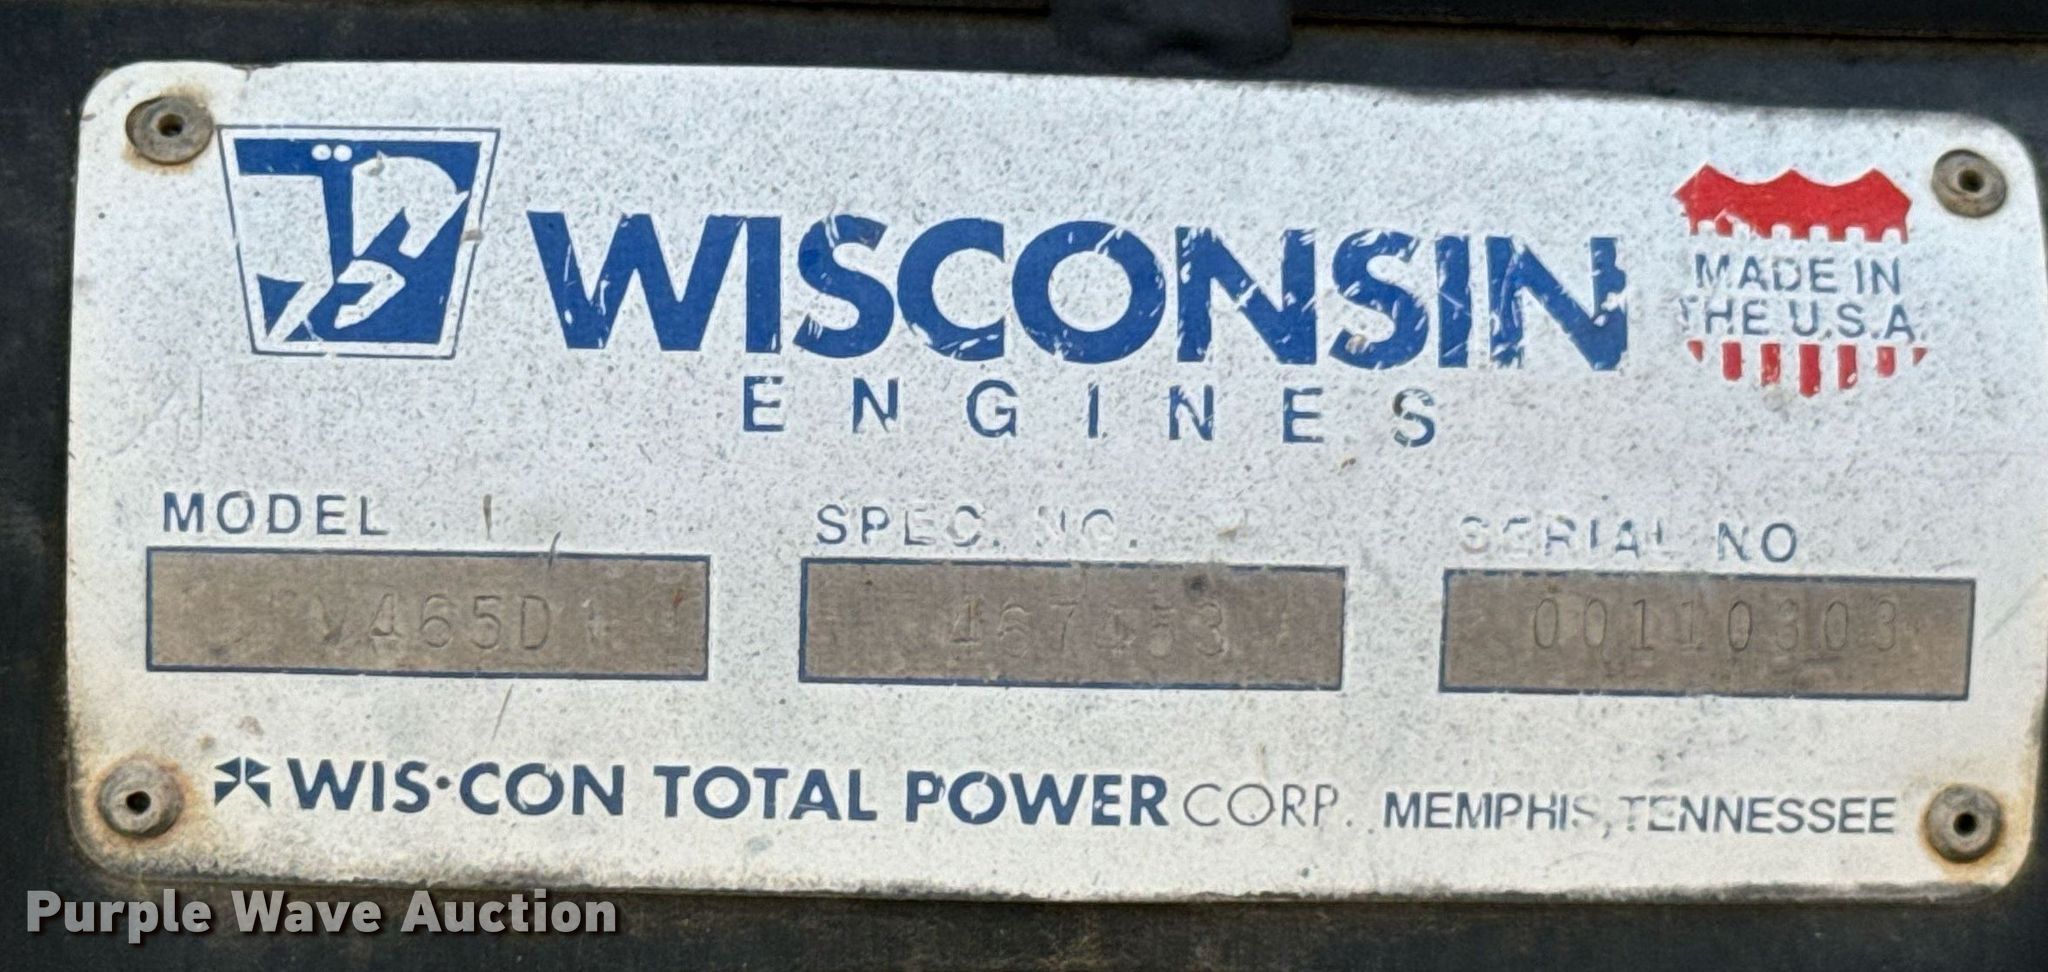 WISCONSIN
ENGINES
MADE IN
THE U.S.A.
MODEL SPEC. NO. SERIAL NO
W465D 467453 00110303
WIS·CON TOTAL POWER CORP. MEMPHIS, TENNESSEE
Purple Wave Auction